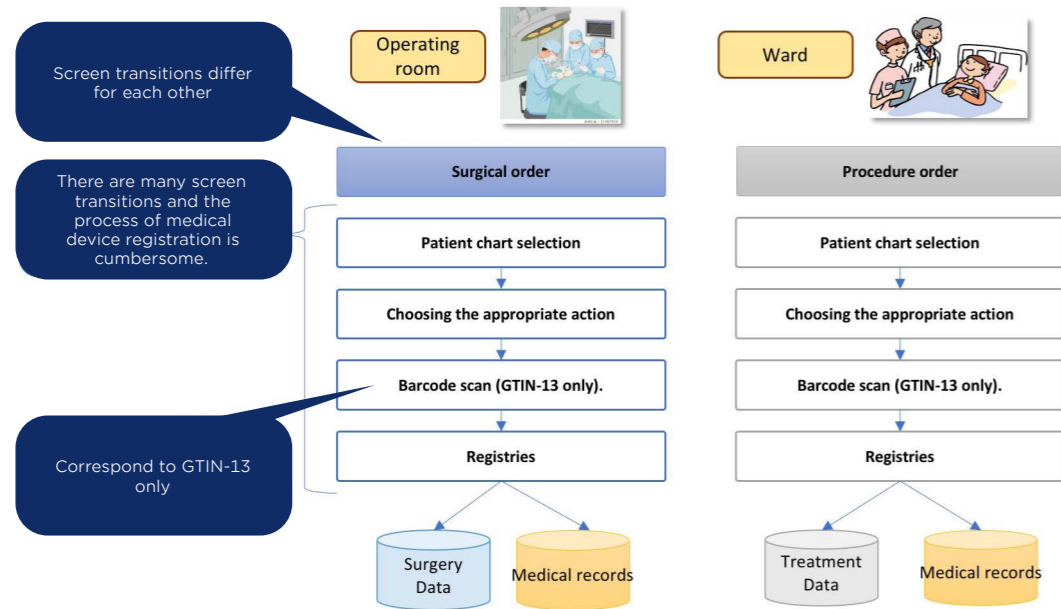 Screen transitions differ
for each other
There are many screen
transitions and the
process of medical
device registration is
cumbersome.
Correspond to GTIN-13
only
Operating
room
Surgical order
Patient chart selection
Choosing the appropriate action
Barcode scan (GTIN-13 only).
Registries
Surgery
Data
Medical records
Ward
Procedure order
Patient chart selection
Choosing the appropriate action
Barcode scan (GTIN-13 only).
Registries
Treatment
Data
Medical records